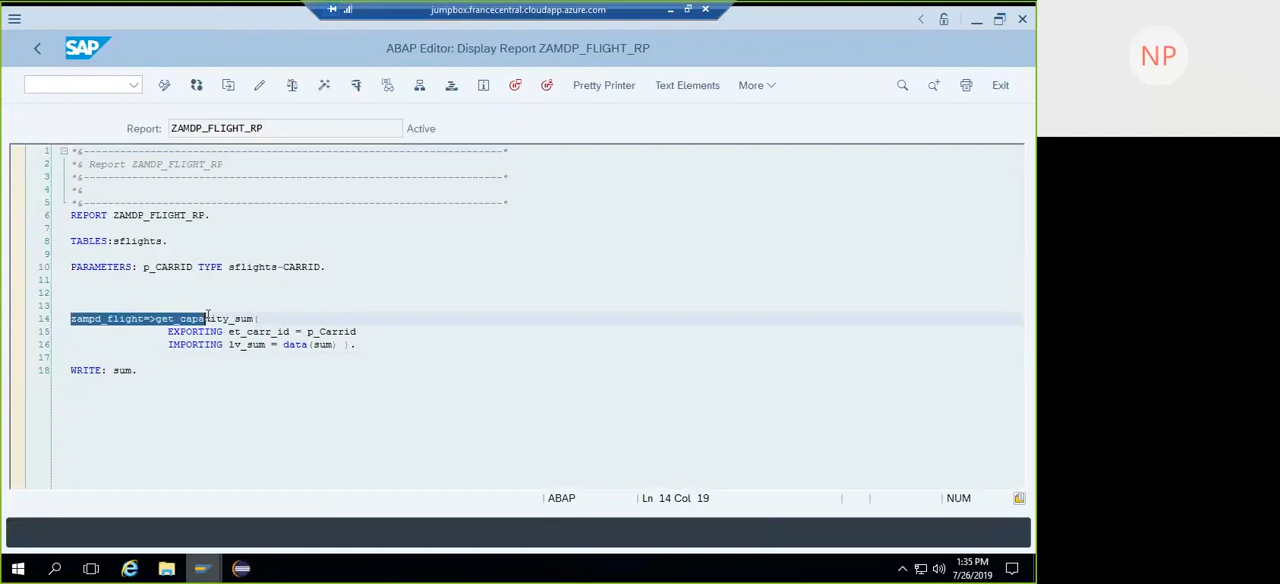 jumpbox.francecentral.cloudapp.azure.com
SAP
ABAP Editor: Display Report ZAMDP_FLIGHT_RP
Pretty Printer
Text Elements
More
Exit
Report:
ZAMDP_FLIGHT_RP
Active
1 *&---------------------------------------------------------------------*
2 *& Report ZAMDP_FLIGHT_RP
3 *&---------------------------------------------------------------------*
4 *&
5 *&---------------------------------------------------------------------*
6 REPORT ZAMDP_FLIGHT_RP.
7
8 TABLES:sflights.
9
10 PARAMETERS: p_CARRID TYPE sflights-CARRID.
11
12
13
14 zampd_flight=>get_capacity_sum(
15 EXPORTING et_carr_id = p_Carrid
16 IMPORTING lv_sum = data(sum) ).
17
18 WRITE: sum.
ABAP
Ln 14 Col 19
NUM
1:35 PM
7/26/2019
NP